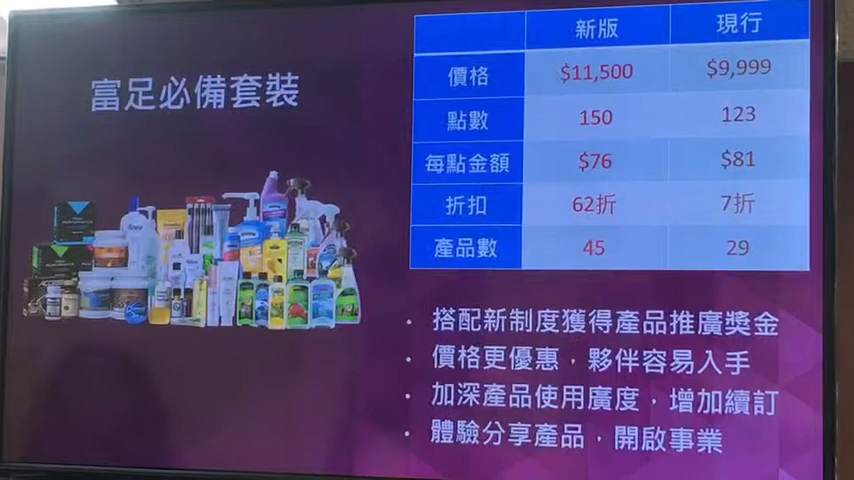 富足必備套裝
新版 現行
價格 $11,500 $9,999
點數 150 123
每點金額 $76 $81
折扣 62折 7折
產品數 45 29
• 搭配新制度獲得產品推廣獎金
• 價格更優惠，夥伴容易入手
• 加深產品使用廣度，增加續訂
• 體驗分享產品，開啟事業